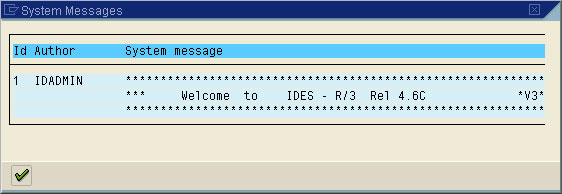 System Messages
Id Author System message
1 IDADMIN ************************************************************
*** Welcome to IDES - R/3 Rel 4.6C *V3*
************************************************************